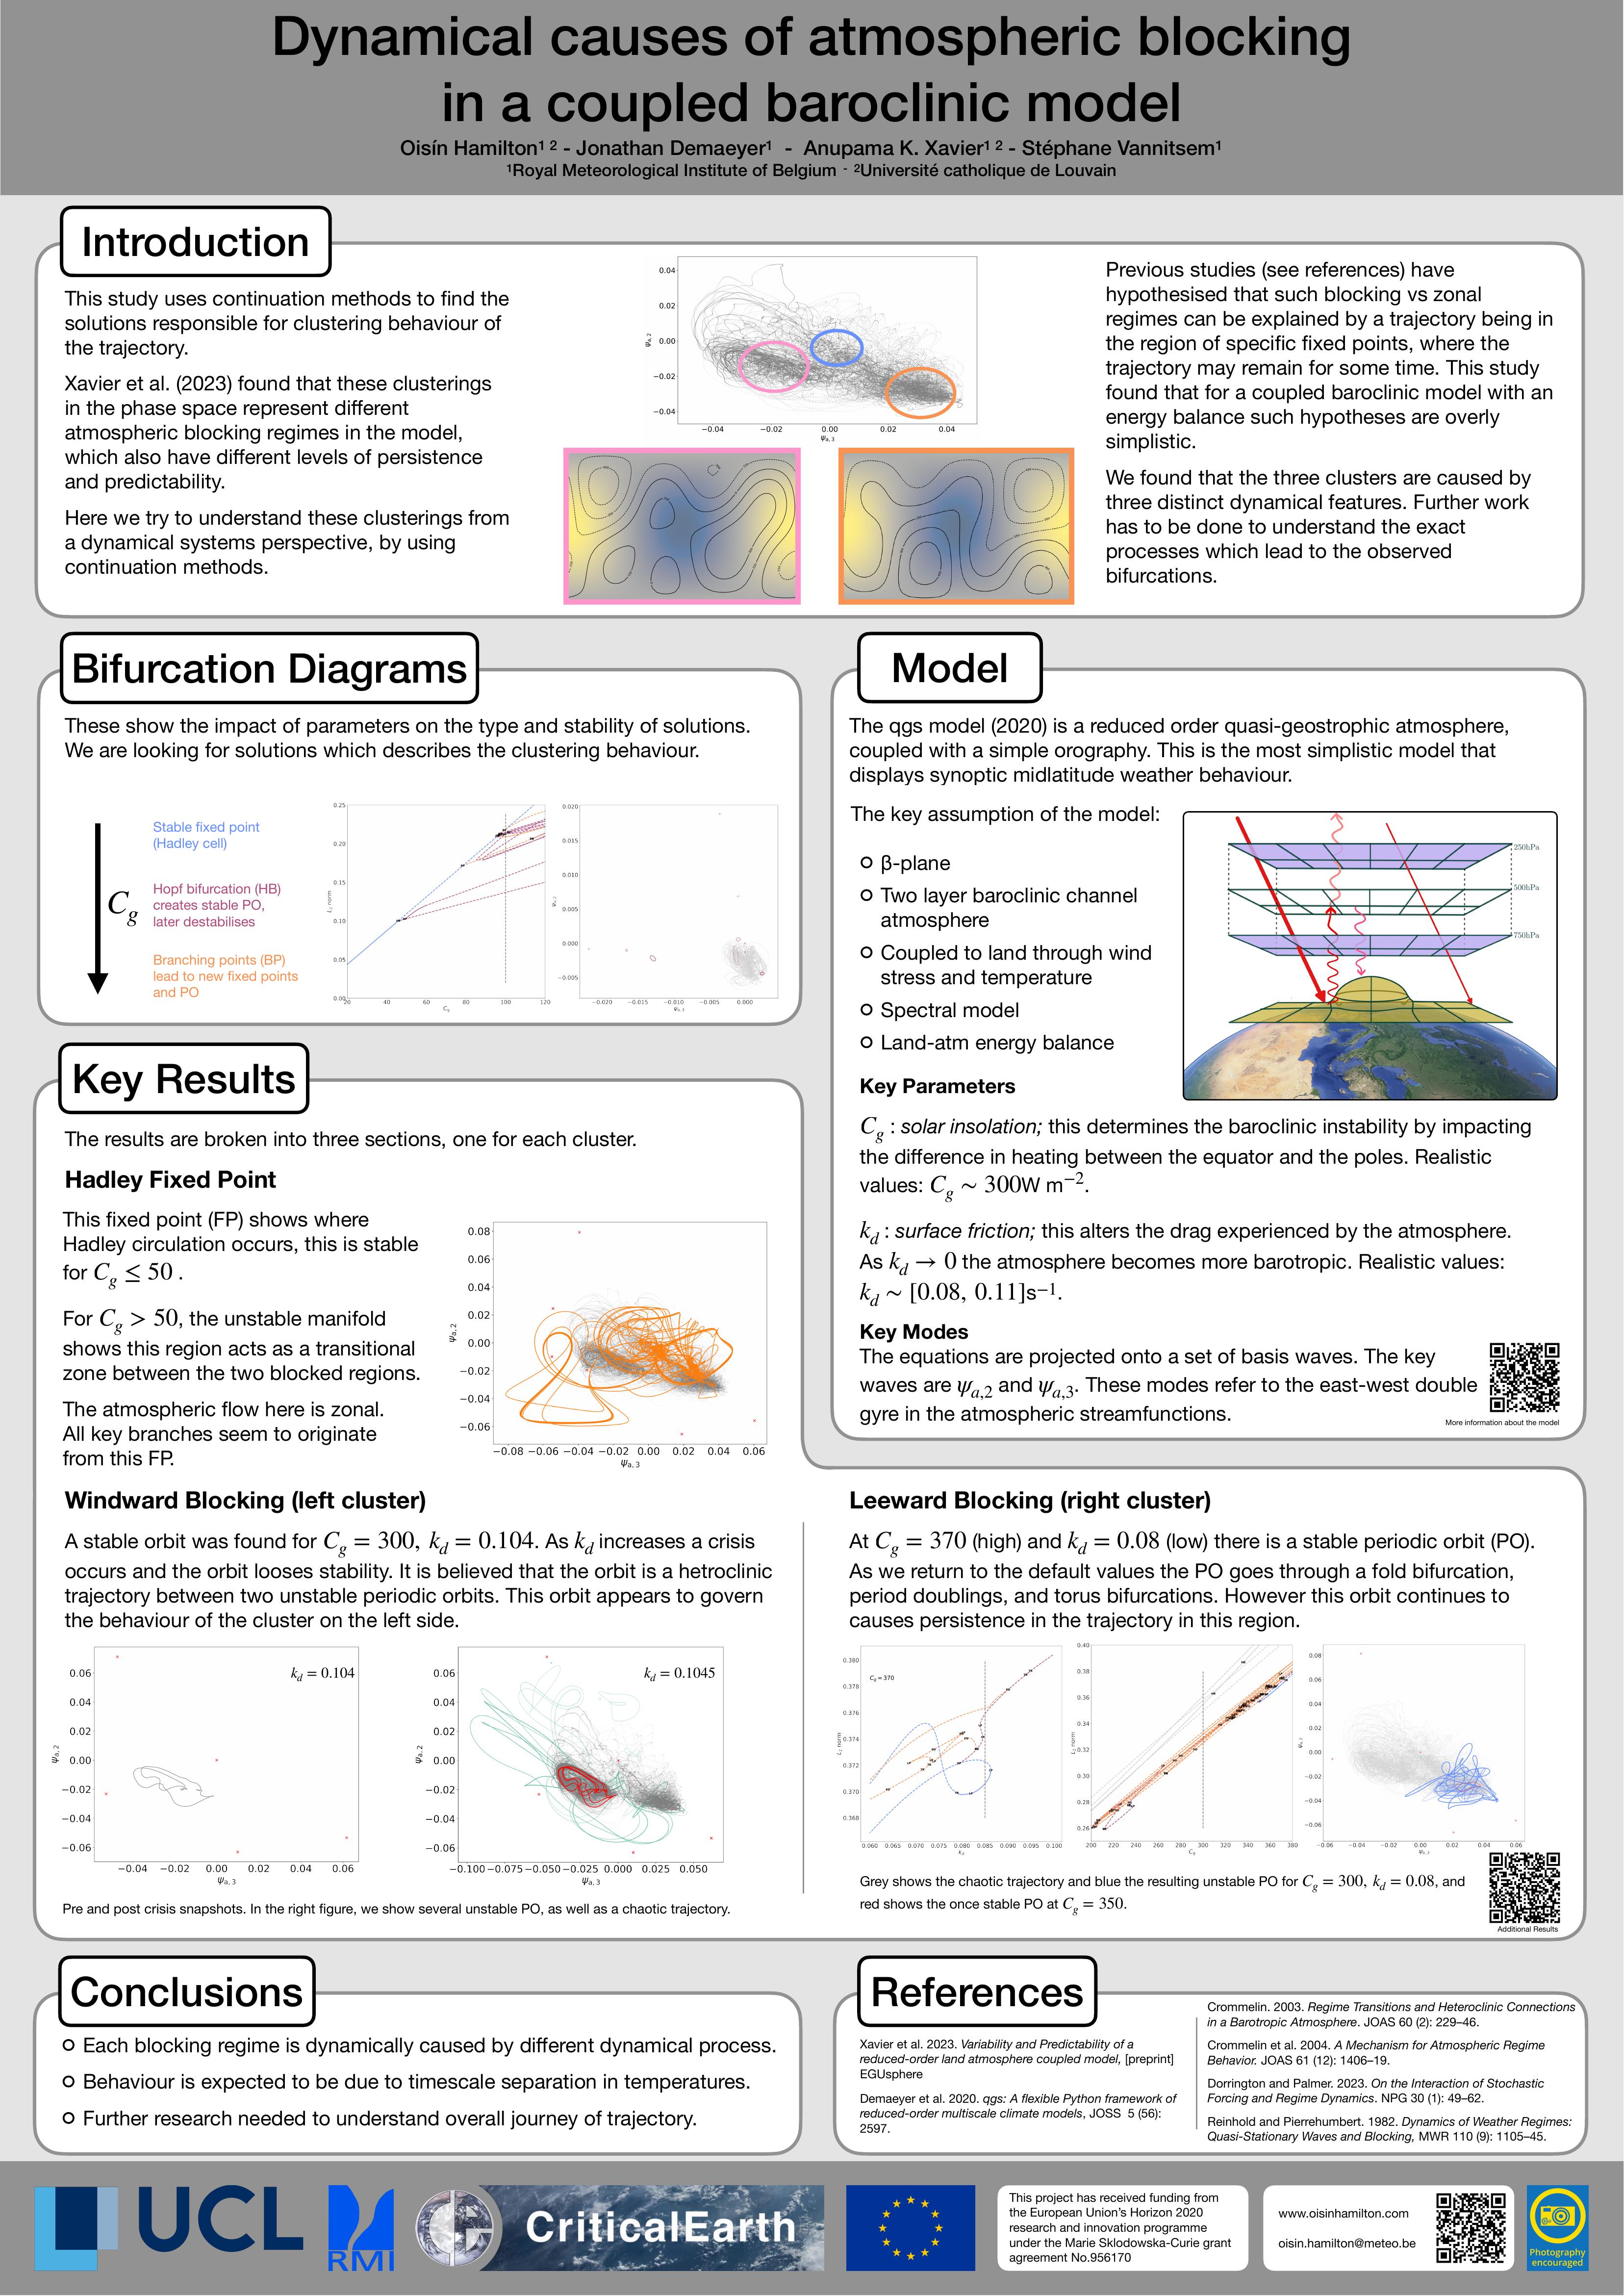 Dynamical causes of atmospheric blocking
in a coupled baroclinic model
Oisín Hamilton¹ ² - Jonathan Demaeyer¹ - Anupama K. Xavier¹ ² - Stéphane Vannitsem¹
¹Royal Meteorological Institute of Belgium - ²Université catholique de Louvain
Introduction
This study uses continuation methods to find the
solutions responsible for clustering behaviour of
the trajectory.
Xavier et al. (2023) found that these clusterings
in the phase space represent different
atmospheric blocking regimes in the model,
which also have different levels of persistence
and predictability.
Here we try to understand these clusterings from
a dynamical systems perspective, by using
continuation methods.
0.04
0.02
0.00
−0.02
−0.04
ψa, 2
−0.04 −0.02 0.00 0.02 0.04
ψa, 3
Previous studies (see references) have
hypothesised that such blocking vs zonal
regimes can be explained by a trajectory being in
the region of specific fixed points, where the
trajectory may remain for some time. This study
found that for a coupled baroclinic model with an
energy balance such hypotheses are overly
simplistic.
We found that the three clusters are caused by
three distinct dynamical features. Further work
has to be done to understand the exact
processes which lead to the observed
bifurcations.
Bifurcation Diagrams
These show the impact of parameters on the type and stability of solutions.
We are looking for solutions which describes the clustering behaviour.
Cg
Stable fixed point
(Hadley cell)
Hopf bifurcation (HB)
creates stable PO,
later destabilises
Branching points (BP)
lead to new fixed points
and PO
0.25
0.20
0.15
0.10
0.05
0.00
L₂ norm
20 40 60 80 100 120
Cg
0.020
0.015
0.010
0.005
0.000
−0.005
ψa, 2
−0.020 −0.015 −0.010 −0.005 0.000
ψa, 3
Model
The qgs model (2020) is a reduced order quasi-geostrophic atmosphere,
coupled with a simple orography. This is the most simplistic model that
displays synoptic midlatitude weather behaviour.
The key assumption of the model:
β-plane
Two layer baroclinic channel
atmosphere
Coupled to land through wind
stress and temperature
Spectral model
Land-atm energy balance
250hPa
500hPa
750hPa
Key Parameters
Cg : solar insolation; this determines the baroclinic instability by impacting
the difference in heating between the equator and the poles. Realistic
values: Cg ∼ 300W m⁻².
kd : surface friction; this alters the drag experienced by the atmosphere.
As kd → 0 the atmosphere becomes more barotropic. Realistic values:
kd ∼ [0.08, 0.11]s⁻¹.
Key Modes
The equations are projected onto a set of basis waves. The key
waves are ψa,2 and ψa,3. These modes refer to the east-west double
gyre in the atmospheric streamfunctions.
More information about the model
Key Results
The results are broken into three sections, one for each cluster.
Hadley Fixed Point
This fixed point (FP) shows where
Hadley circulation occurs, this is stable
for Cg ≤ 50 .
For Cg > 50, the unstable manifold
shows this region acts as a transitional
zone between the two blocked regions.
The atmospheric flow here is zonal.
All key branches seem to originate
from this FP.
0.08
0.06
0.04
0.02
0.00
−0.02
−0.04
−0.06
ψa, 2
−0.08 −0.06 −0.04 −0.02 0.00 0.02 0.04 0.06
ψa, 3
Windward Blocking (left cluster)
A stable orbit was found for Cg = 300, kd = 0.104. As kd increases a crisis
occurs and the orbit looses stability. It is believed that the orbit is a hetroclinic
trajectory between two unstable periodic orbits. This orbit appears to govern
the behaviour of the cluster on the left side.
kd = 0.104
0.06
0.04
0.02
0.00
−0.02
−0.04
−0.06
ψa, 2
−0.04 −0.02 0.00 0.02 0.04 0.06
ψa, 3
kd = 0.1045
0.06
0.04
0.02
0.00
−0.02
−0.04
−0.06
ψa, 2
−0.100 −0.075 −0.050 −0.025 0.000 0.025 0.050
ψa, 3
Pre and post crisis snapshots. In the right figure, we show several unstable PO, as well as a chaotic trajectory.
Leeward Blocking (right cluster)
At Cg = 370 (high) and kd = 0.08 (low) there is a stable periodic orbit (PO).
As we return to the default values the PO goes through a fold bifurcation,
period doublings, and torus bifurcations. However this orbit continues to
causes persistence in the trajectory in this region.
Cg = 370
0.380
0.378
0.376
0.374
0.372
0.370
0.368
L₂ norm
0.060 0.065 0.070 0.075 0.080 0.085 0.090 0.095 0.100
kd
0.40
0.38
0.36
0.34
0.32
0.30
0.28
0.26
L₂ norm
200 220 240 260 280 300 320 340 360 380
Cg
0.08
0.06
0.04
0.02
0.00
−0.02
−0.04
−0.06
ψa, 2
−0.06 −0.04 −0.02 0.00 0.02 0.04 0.06
ψa, 3
Grey shows the chaotic trajectory and blue the resulting unstable PO for Cg = 300, kd = 0.08, and
red shows the once stable PO at Cg = 350.
Additional Results
Conclusions
Each blocking regime is dynamically caused by different dynamical process.
Behaviour is expected to be due to timescale separation in temperatures.
Further research needed to understand overall journey of trajectory.
References
Xavier et al. 2023. Variability and Predictability of a
reduced-order land atmosphere coupled model, [preprint]
EGUsphere
Demaeyer et al. 2020. qgs: A flexible Python framework of
reduced-order multiscale climate models, JOSS 5 (56):
2597.
Crommelin. 2003. Regime Transitions and Heteroclinic Connections
in a Barotropic Atmosphere. JOAS 60 (2): 229–46.
Crommelin et al. 2004. A Mechanism for Atmospheric Regime
Behavior. JOAS 61 (12): 1406–19.
Dorrington and Palmer. 2023. On the Interaction of Stochastic
Forcing and Regime Dynamics. NPG 30 (1): 49–62.
Reinhold and Pierrehumbert. 1982. Dynamics of Weather Regimes:
Quasi-Stationary Waves and Blocking, MWR 110 (9): 1105–45.
UCL
RMI
CriticalEarth
This project has received funding from
the European Union's Horizon 2020
research and innovation programme
under the Marie Sklodowska-Curie grant
agreement No.956170
www.oisinhamilton.com
oisin.hamilton@meteo.be
Photography
encouraged